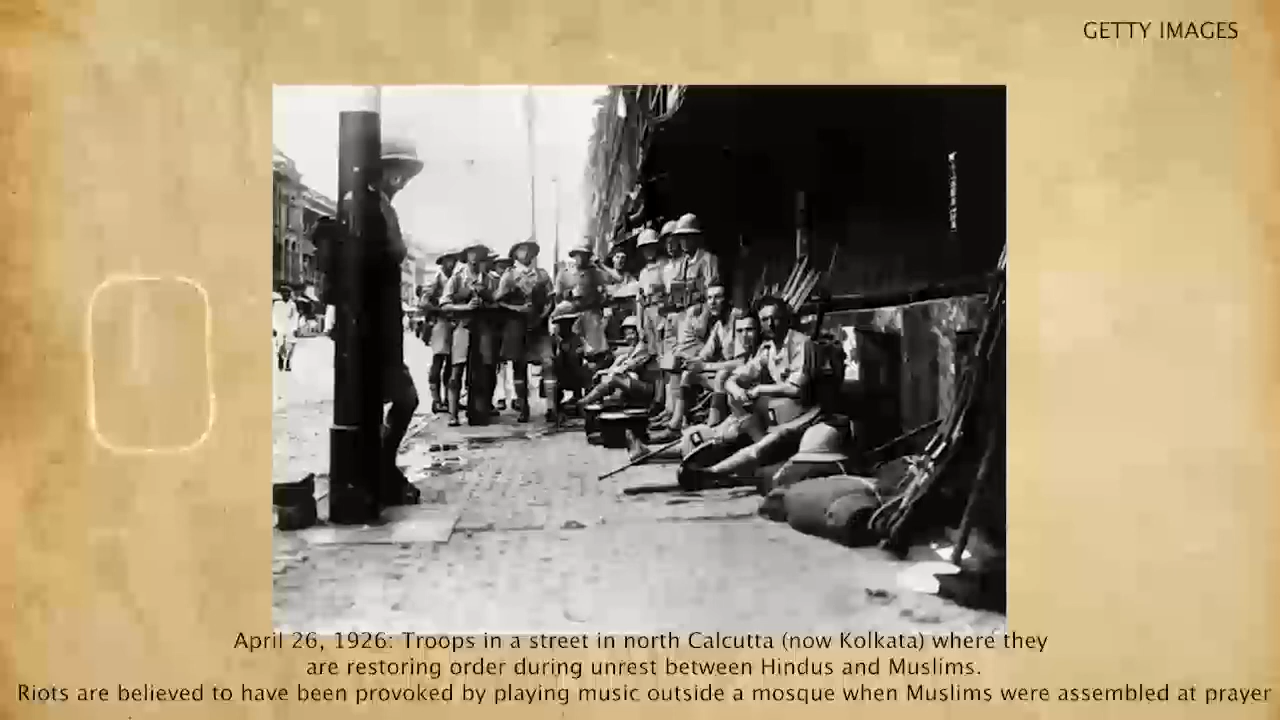 GETTY IMAGES
April 26, 1926: Troops in a street in north Calcutta (now Kolkata) where they
are restoring order during unrest between Hindus and Muslims.
Riots are believed to have been provoked by playing music outside a mosque when Muslims were assembled at prayer